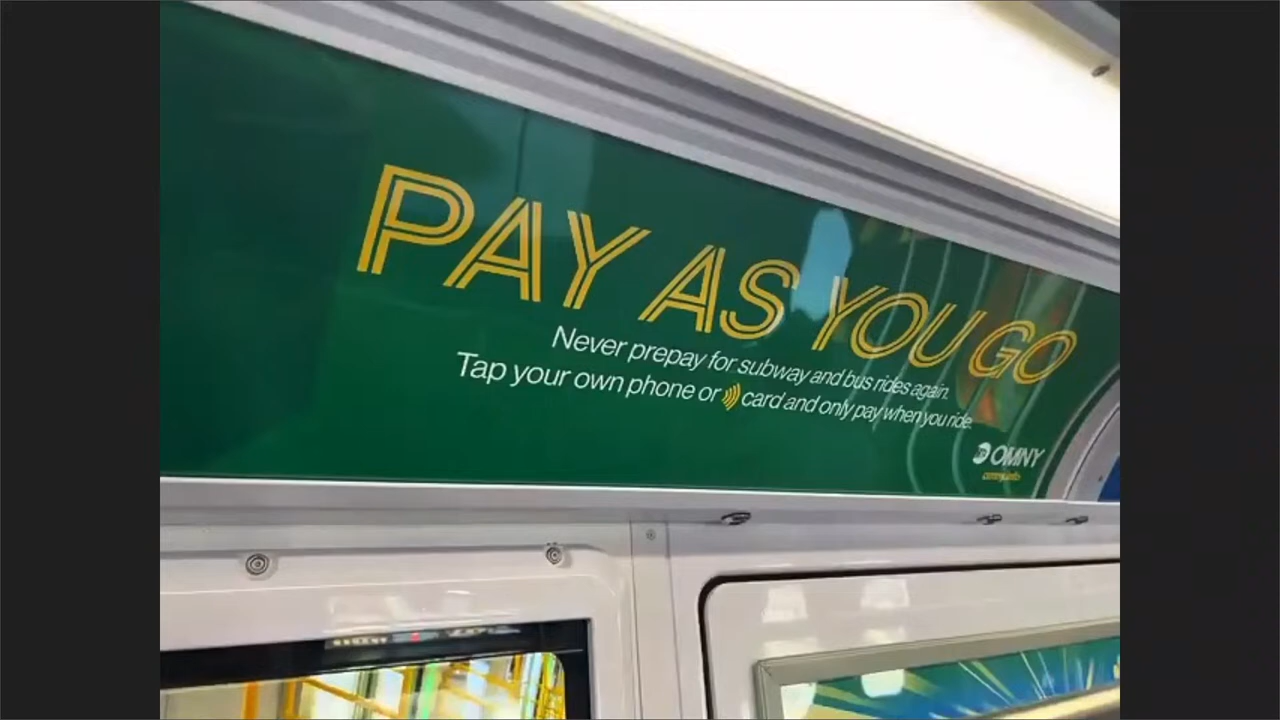 PAY AS YOU GO
Never prepay for subway and bus rides again.
Tap your own phone or card and only pay when you ride.
OMNY